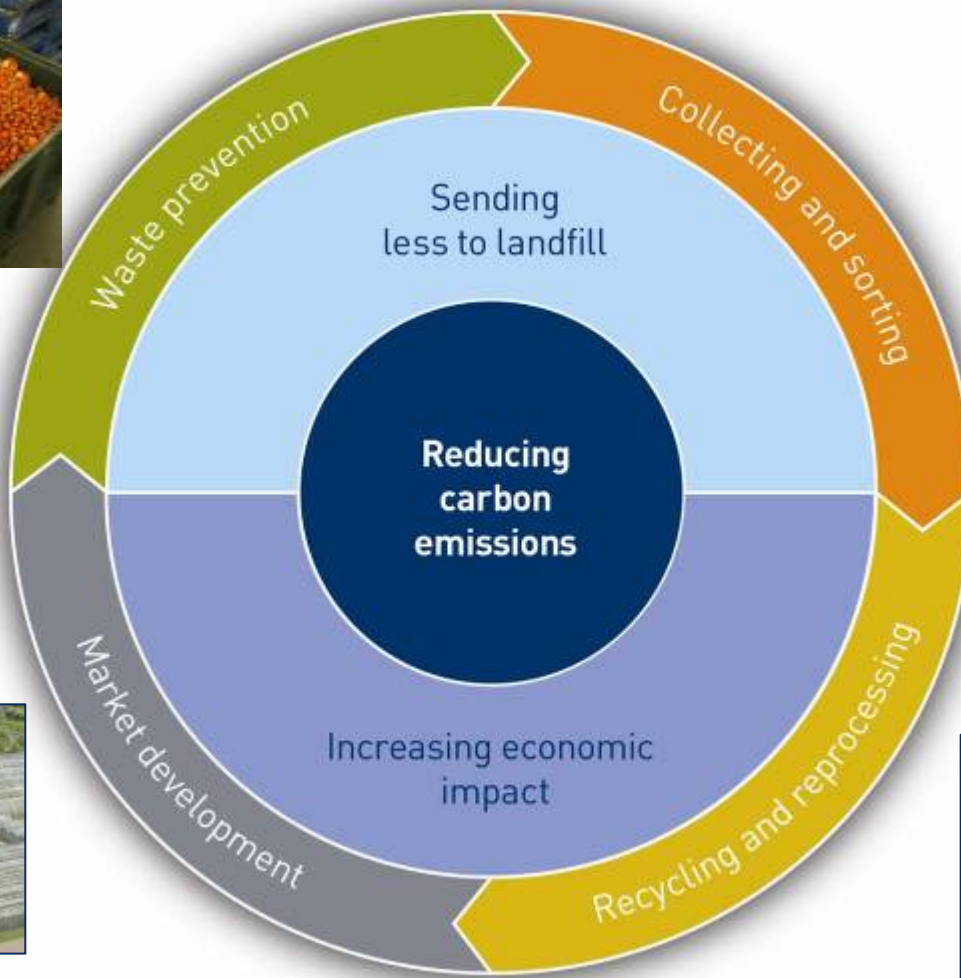 Waste prevention
Collecting and sorting
Sending
less to landfill
Reducing
carbon
emissions
Market development
Increasing economic
impact
Recycling and reprocessing